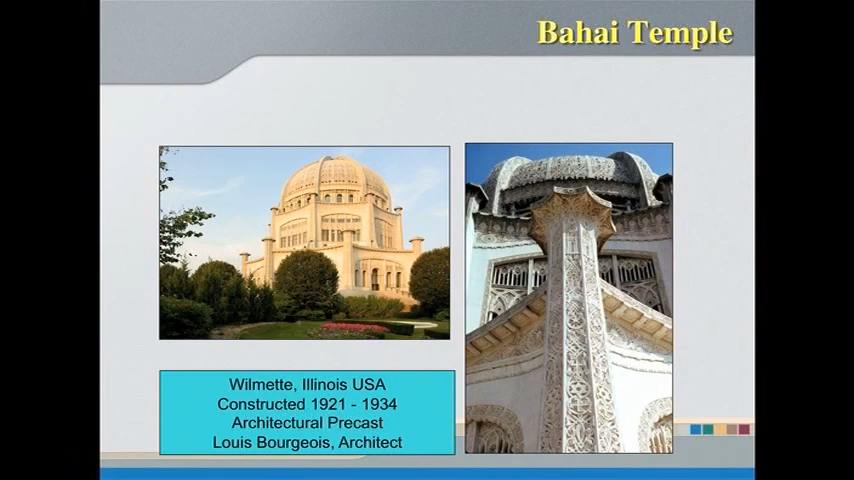 Bahai Temple
Wilmette, Illinois USA
Constructed 1921 - 1934
Architectural Precast
Louis Bourgeois, Architect